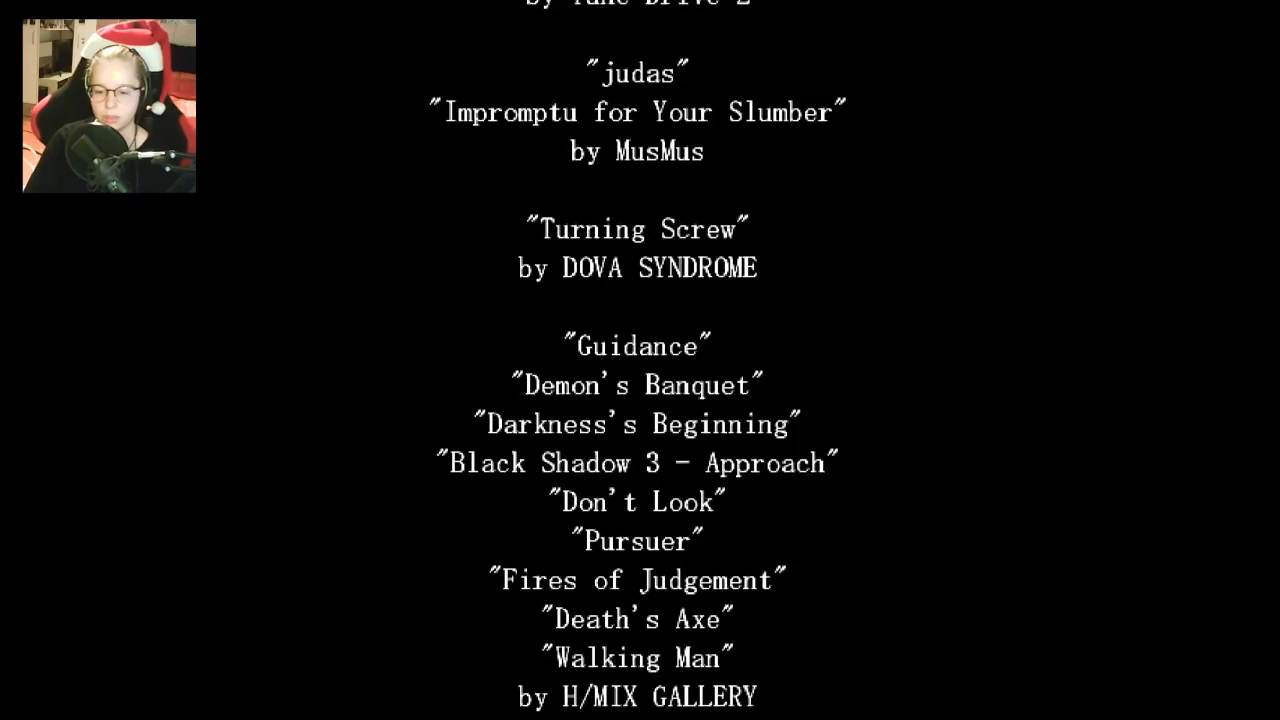 "judas"
"Impromptu for Your Slumber"
by MusMus
"Turning Screw"
by DOVA SYNDROME
"Guidance"
"Demon's Banquet"
"Darkness's Beginning"
"Black Shadow 3 - Approach"
"Don't Look"
"Pursuer"
"Fires of Judgement"
"Death's Axe"
"Walking Man"
by H/MIX GALLERY